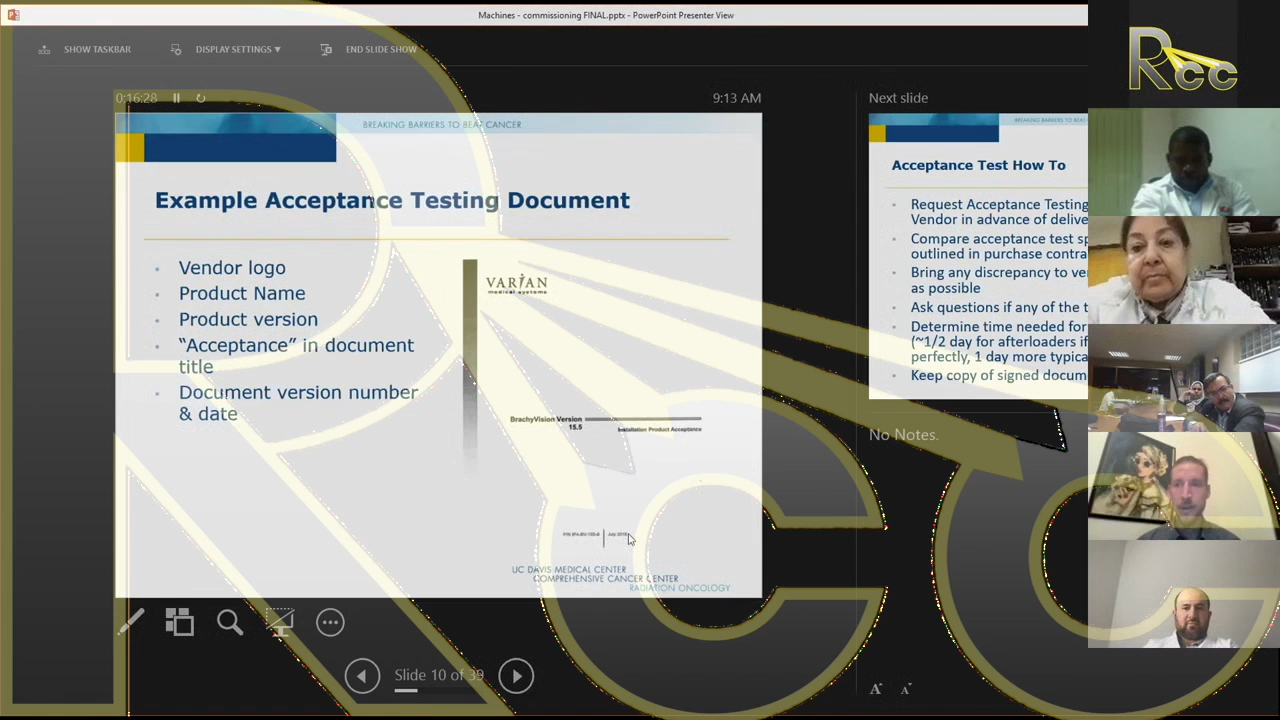 Machines - commissioning FINAL.pptx - PowerPoint Presenter View
SHOW TASKBAR
DISPLAY SETTINGS
END SLIDE SHOW
0:16:28
9:13 AM
BREAKING BARRIERS TO BEAT CANCER
Example Acceptance Testing Document
• Vendor logo
• Product Name
• Product version
• “Acceptance” in document
title
• Document version number
& date
VARIAN
medical systems
BrachyVision Version
15.5
Installation Product Acceptance
UC DAVIS MEDICAL CENTER
COMPREHENSIVE CANCER CENTER
RADIATION ONCOLOGY
Slide 10 of 39
Next slide
BREAKING BARRIERS TO BEA
Acceptance Test How To
• Request Acceptance Testing
Vendor in advance of delive
• Compare acceptance test sp
outlined in purchase contra
• Bring any discrepancy to ve
as possible
• Ask questions if any of the t
• Determine time needed for
(~1/2 day for afterloaders if
perfectly, 1 day more typica
• Keep copy of signed docum
No Notes.
A A
Rcc